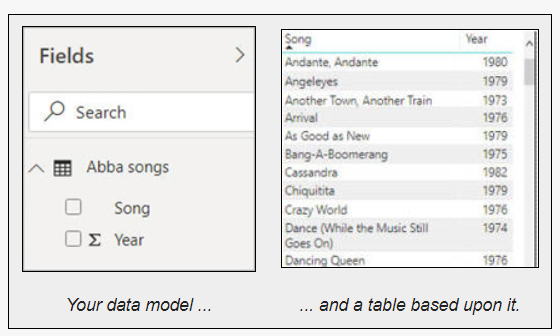 Fields
Search
Abba songs
Song
Σ Year
Song Year
Andante, Andante 1980
Angeleyes 1979
Another Town, Another Train 1973
Arrival 1976
As Good as New 1979
Bang-A-Boomerang 1975
Cassandra 1982
Chiquitita 1979
Crazy World 1976
Dance (While the Music Still 1974
Goes On)
Dancing Queen 1976
Your data model ...
... and a table based upon it.